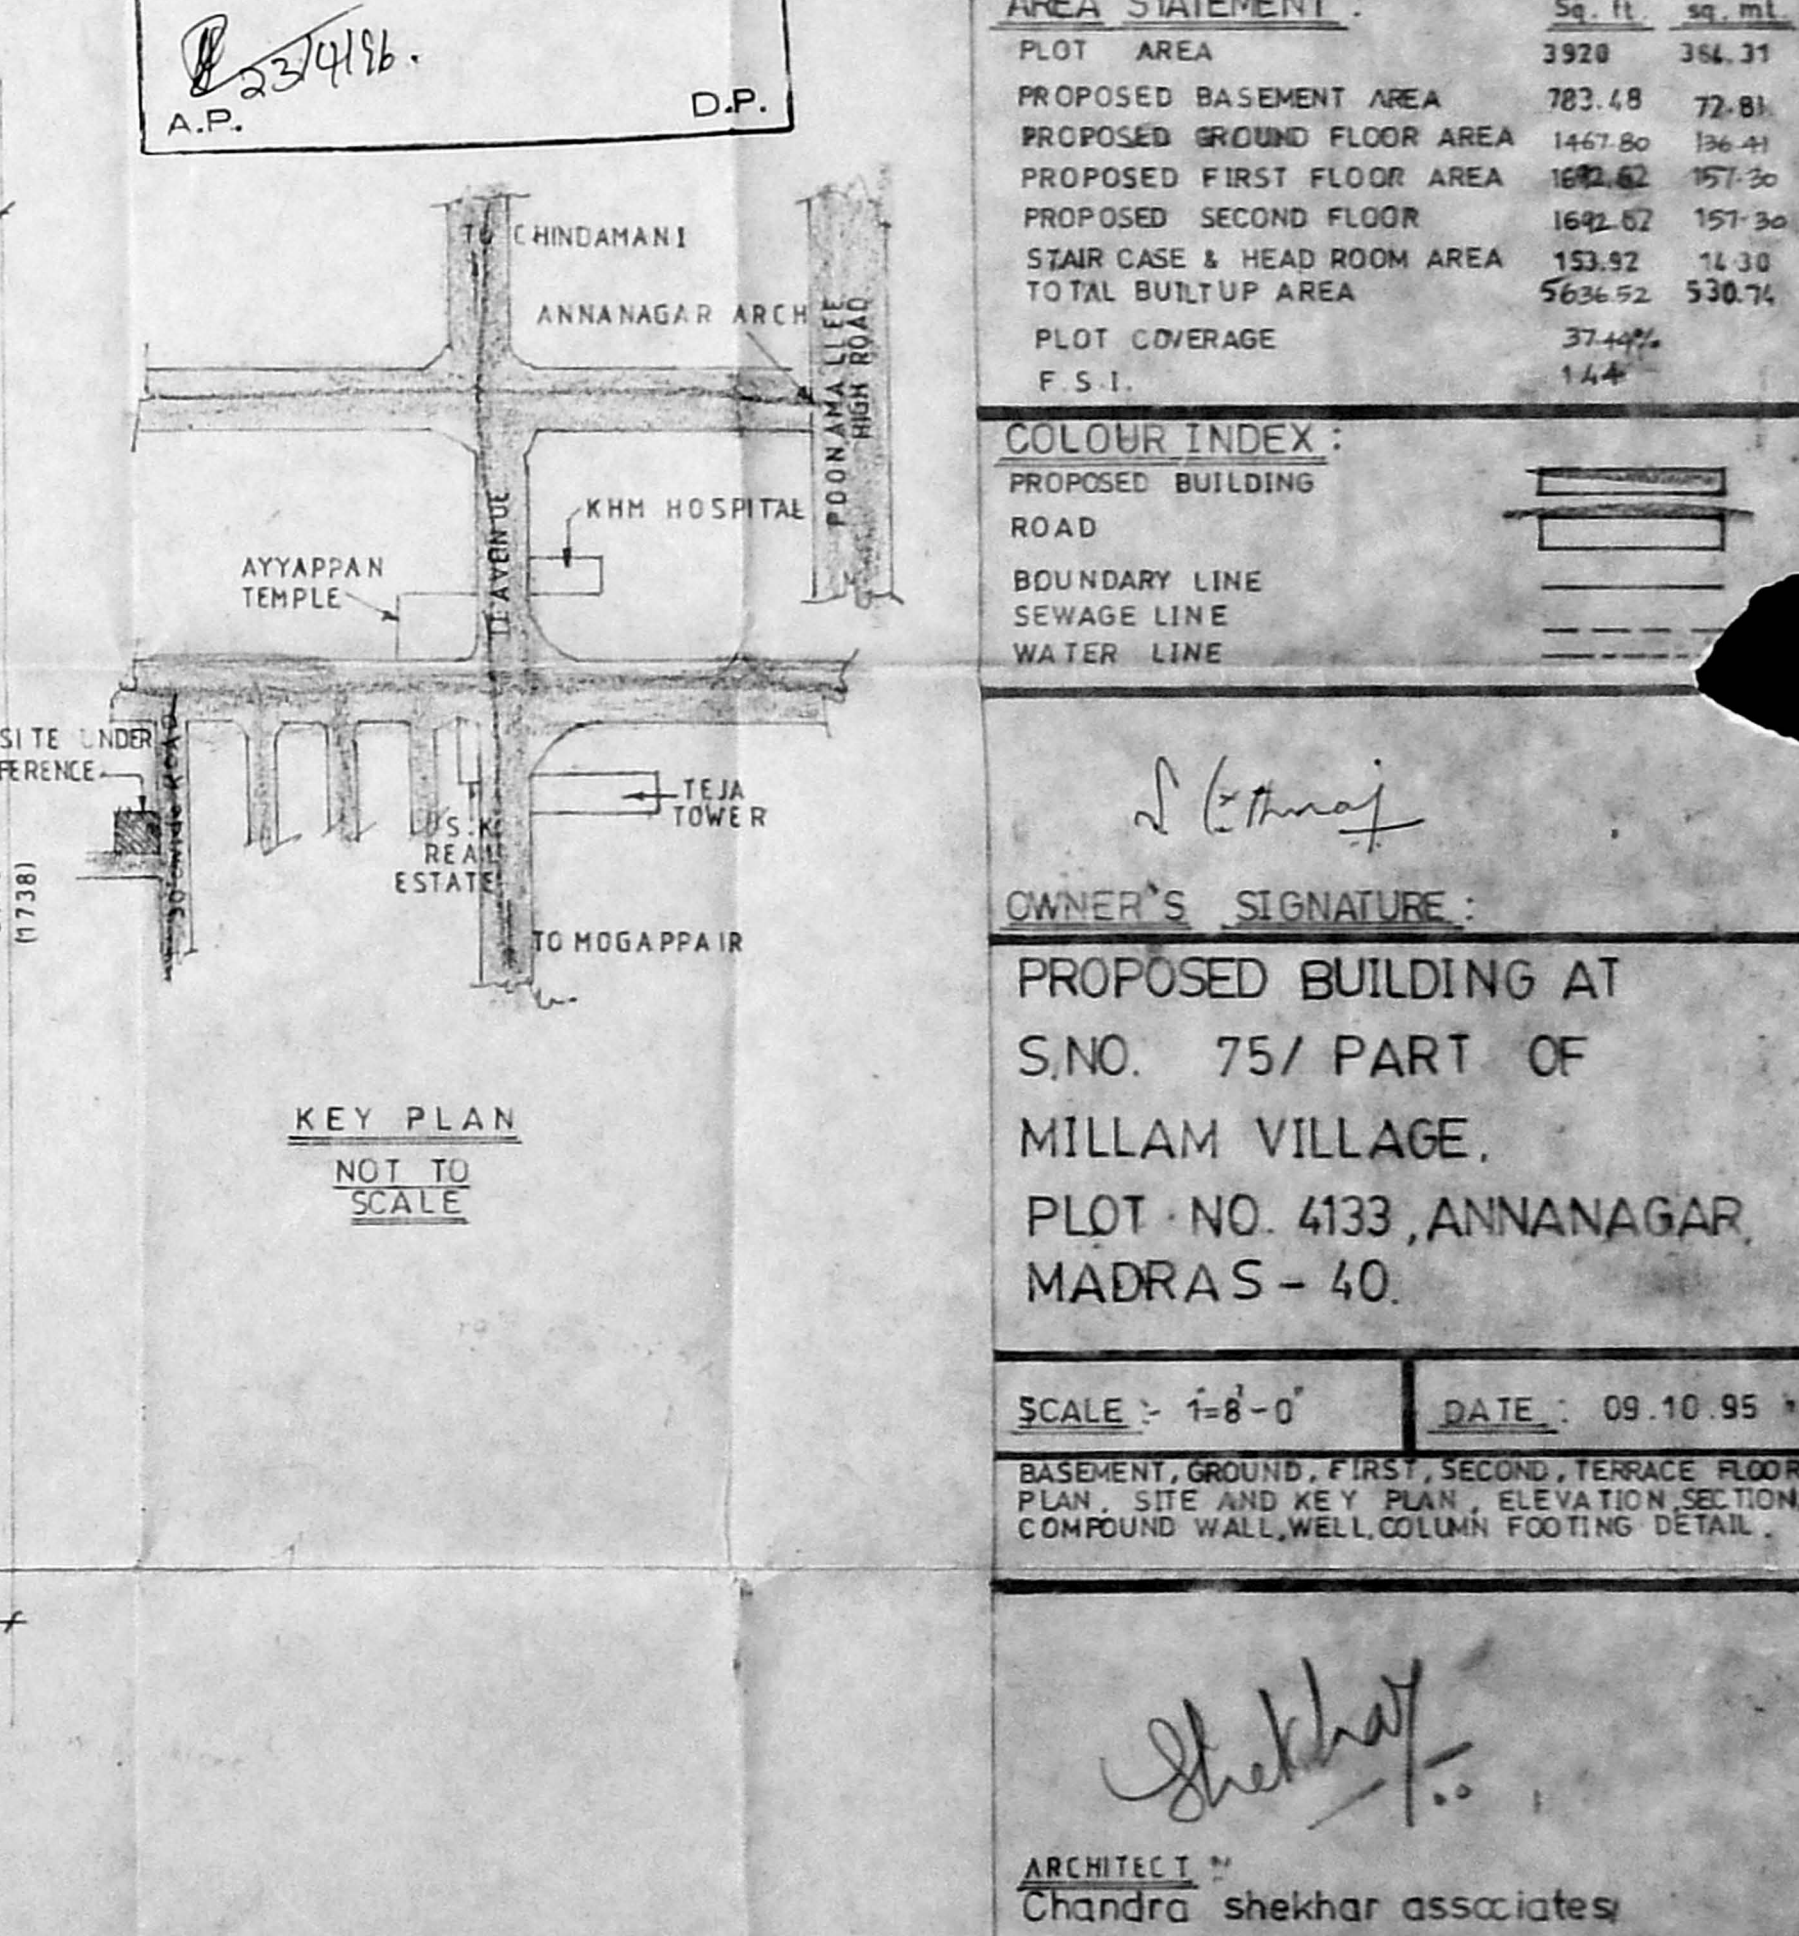 23/4/96.
A.P.
D.P.
TO CHINDAMANI
ANNANAGAR ARCH
POONAMALLEE
HIGH ROAD
KHM HOSPITAL
II AVENUE
AYYAPPAN
TEMPLE
SITE UNDER
FERENCE
ROAD
TEJA
TOWER
S.K
REAL
ESTATE
(1738)
TO MOGAPPAIR
KEY PLAN
NOT TO
SCALE
AREA STATEMENT : Sq. ft. sq. mt.
PLOT AREA 3920 364.31
PROPOSED BASEMENT AREA 783.48 72.81
PROPOSED GROUND FLOOR AREA 1467.80 136.41
PROPOSED FIRST FLOOR AREA 1692.62 157.30
PROPOSED SECOND FLOOR 1692.62 157.30
STAIR CASE & HEAD ROOM AREA 153.92 14.30
TOTAL BUILTUP AREA 5636.52 530.74
PLOT COVERAGE 37.44%
F.S.I. 1.44
COLOUR INDEX :
PROPOSED BUILDING
ROAD
BOUNDARY LINE
SEWAGE LINE
WATER LINE
OWNER'S SIGNATURE :
PROPOSED BUILDING AT
S.NO. 75/ PART OF
MILLAM VILLAGE.
PLOT NO. 4133, ANNANAGAR,
MADRAS - 40.
SCALE :- 1"=8'-0"
DATE : 09.10.95
BASEMENT, GROUND, FIRST, SECOND, TERRACE FLOOR
PLAN, SITE AND KEY PLAN, ELEVATION, SECTION,
COMPOUND WALL, WELL, COLUMN FOOTING DETAIL.
Shekhar
ARCHITECT :
Chandra shekhar associates